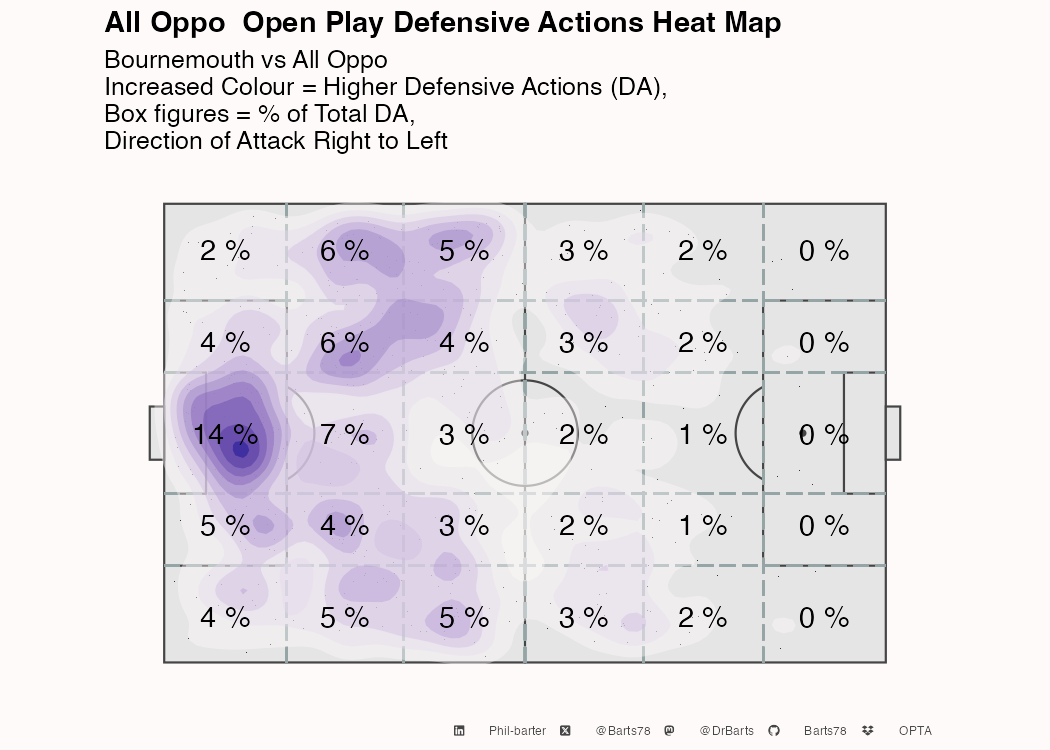 All Oppo  Open Play Defensive Actions Heat Map
Bournemouth vs All Oppo
Increased Colour = Higher Defensive Actions (DA),
Box figures = % of Total DA,
Direction of Attack Right to Left
2 % 6 % 5 % 3 % 2 % 0 %
4 % 6 % 4 % 3 % 2 % 0 %
14 % 7 % 3 % 2 % 1 % 0 %
5 % 4 % 3 % 2 % 1 % 0 %
4 % 5 % 5 % 3 % 2 % 0 %
Phil-barter @Barts78 @DrBarts Barts78 OPTA